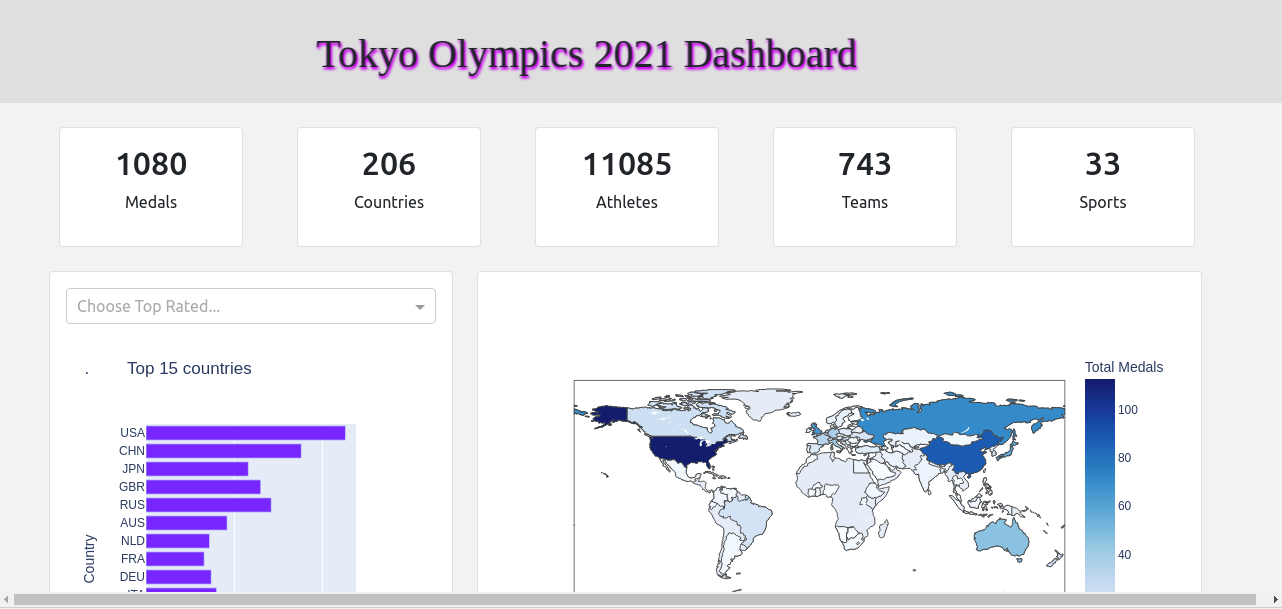 Tokyo Olympics 2021 Dashboard
1080
Medals
206
Countries
11085
Athletes
743
Teams
33
Sports
Choose Top Rated...
. Top 15 countries
USA
CHN
JPN
GBR
RUS
AUS
NLD
FRA
DEU
Country
Total Medals
100
80
60
40